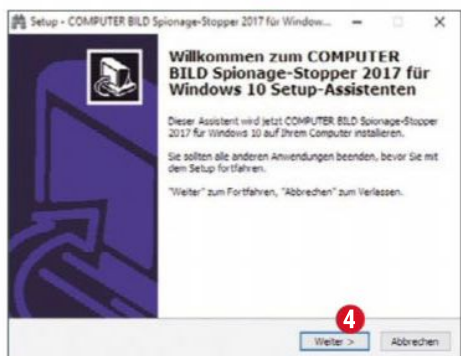 Setup - COMPUTER BILD Spionage-Stopper 2017 für Window...
Willkommen zum COMPUTER
BILD Spionage-Stopper 2017 für
Windows 10 Setup-Assistenten
Dieser Assistent wird jetzt COMPUTER BILD Spionage-Stopper
2017 für Windows 10 auf Ihrem Computer installieren.
Sie sollten alle anderen Anwendungen beenden, bevor Sie mit
dem Setup fortfahren.
"Weiter" zum Fortfahren, "Abbrechen" zum Verlassen.
4
Weiter > Abbrechen